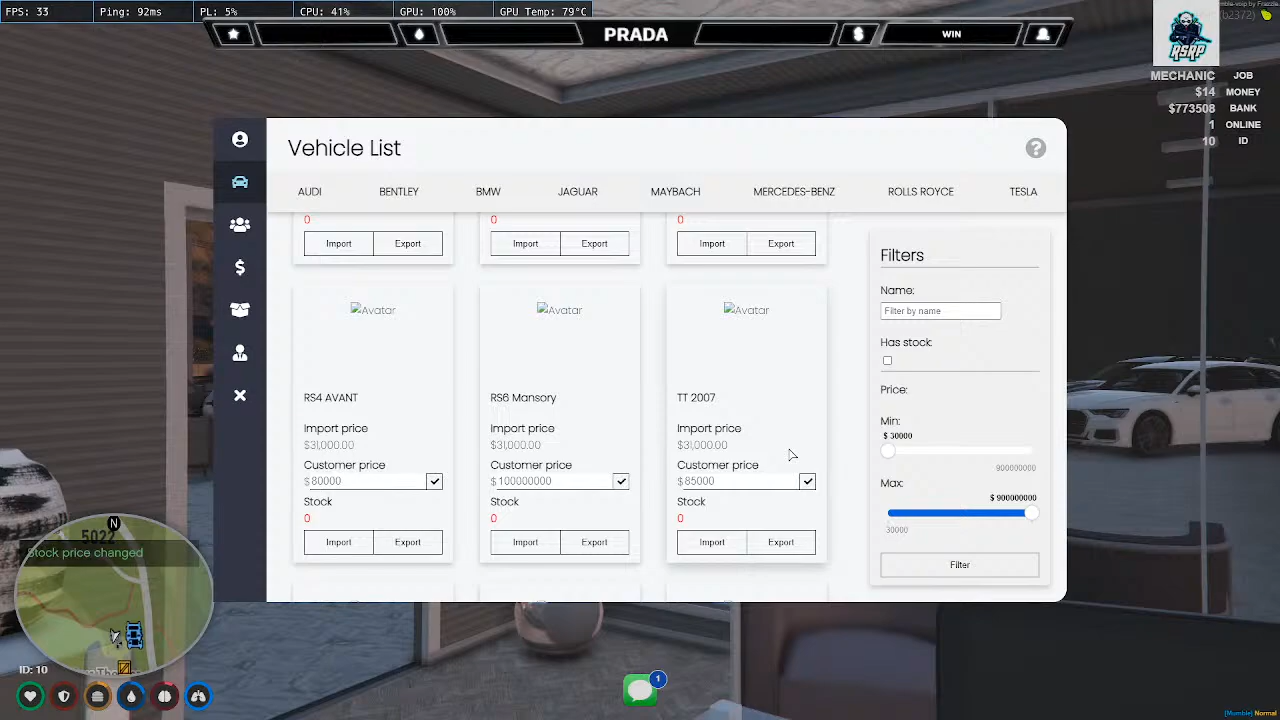 FPS: 33 Ping: 92ms PL: 5% CPU: 41% GPU: 100% GPU Temp: 79°C
PRADA
WIN
RSRP
MECHANIC JOB
$14 MONEY
$773508 BANK
1 ONLINE
10 ID
Vehicle List
?
AUDI BENTLEY BMW JAGUAR MAYBACH MERCEDES-BENZ ROLLS ROYCE TESLA
0 0 0
Import Export Import Export Import Export
Avatar Avatar Avatar
RS4 AVANT RS6 Mansory TT 2007
Import price Import price Import price
$31,000.00 $31,000.00 $31,000.00
Customer price Customer price Customer price
$ 80000 $ 100000000 $ 85000
Stock Stock Stock
0 0 0
Import Export Import Export Import Export
Filters
Name:
Filter by name
Has stock:
Price:
Min:
$ 30000
900000000
Max:
$ 900000000
30000
Filter
N
5022
Stock price changed
ID: 10
1
[Mumble] Normal